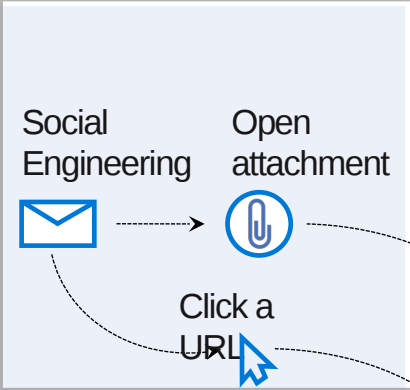 Social
Engineering
Open
attachment
Click a
URL